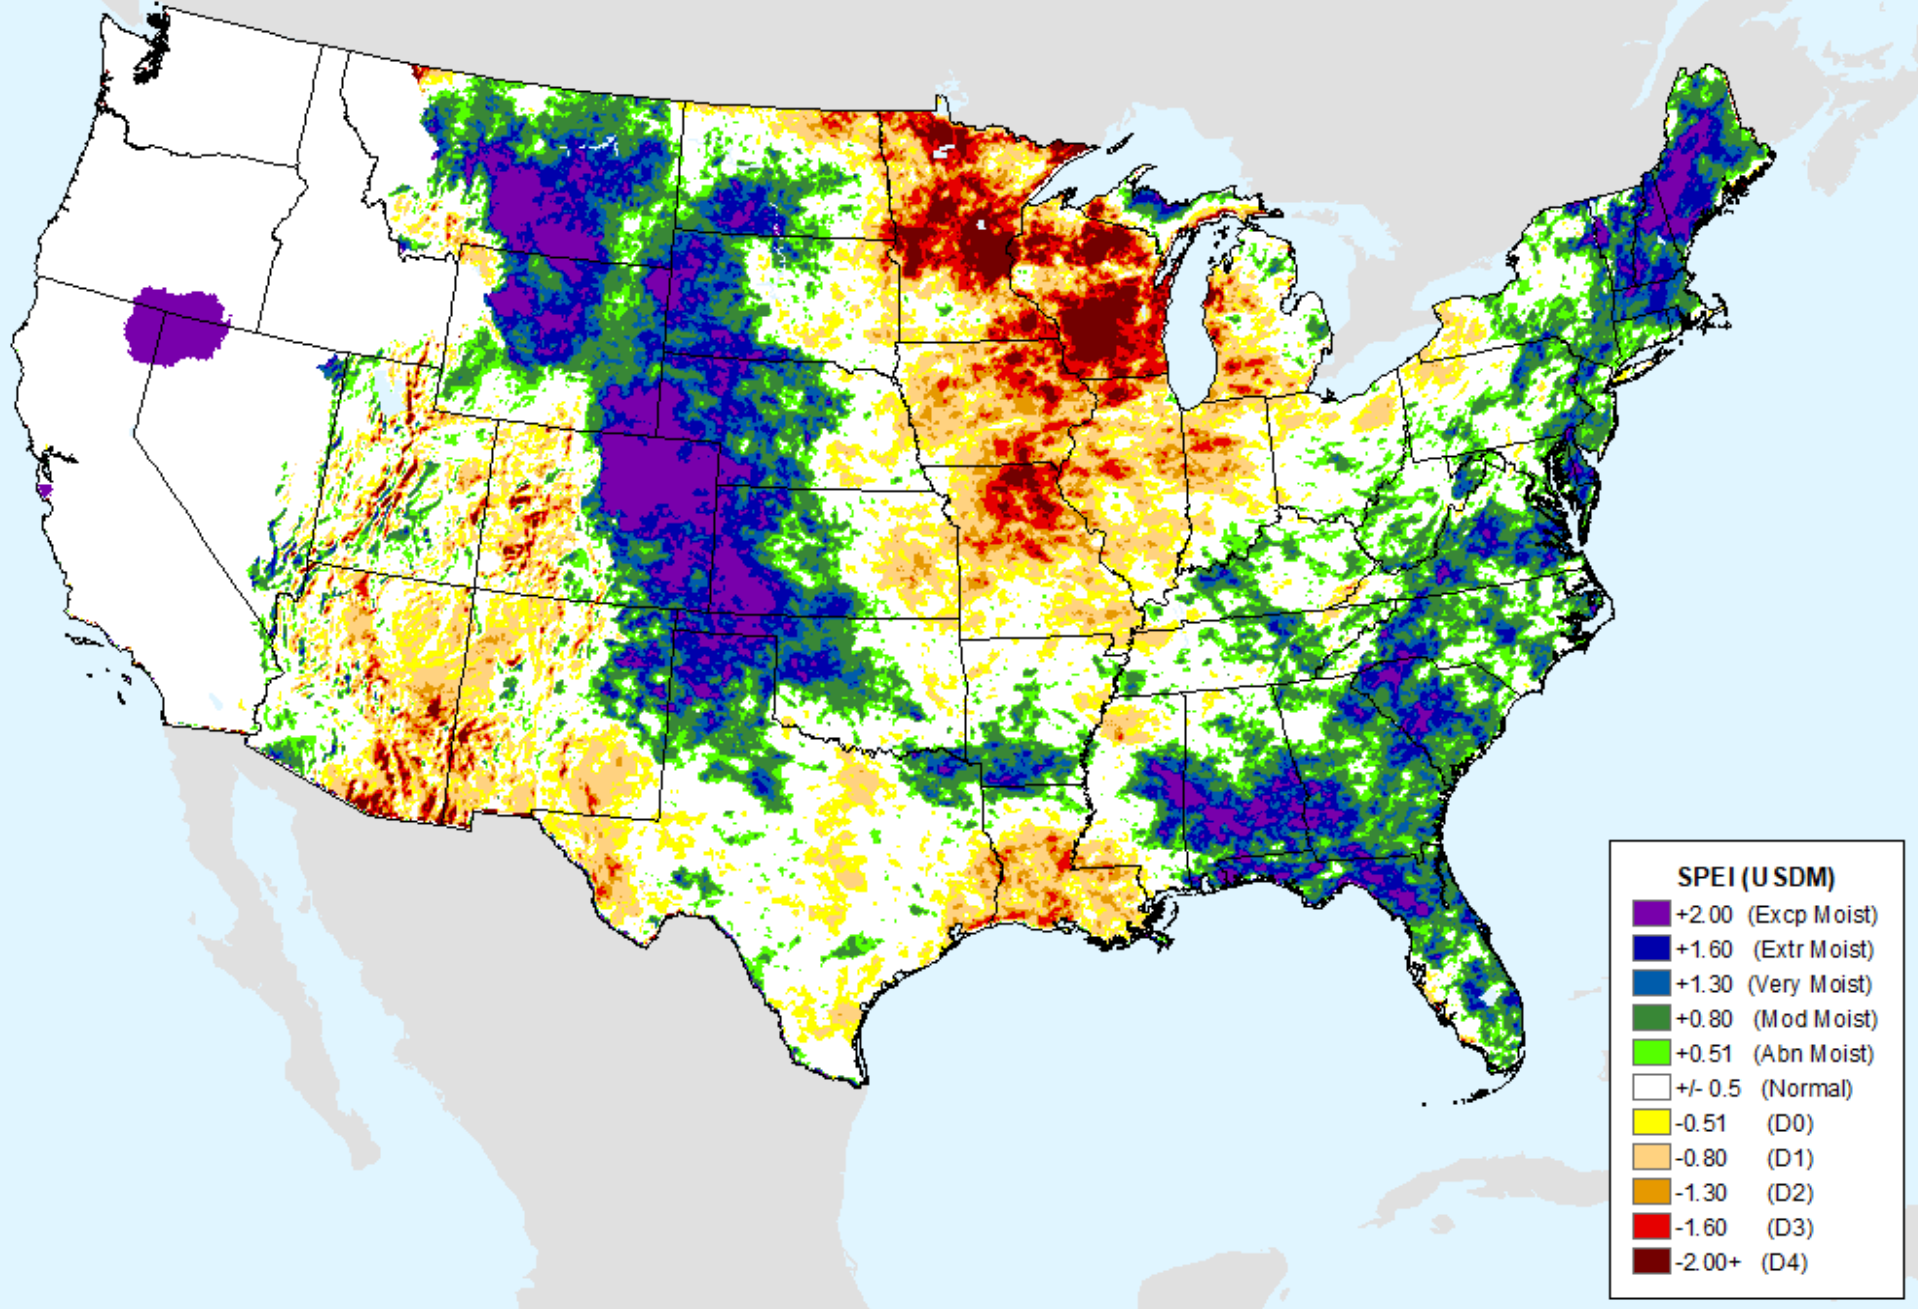 SPEI (USDM)
+2.00 (Excp Moist)
+1.60 (Extr Moist)
+1.30 (Very Moist)
+0.80 (Mod Moist)
+0.51 (Abn Moist)
+/- 0.5 (Normal)
-0.51 (D0)
-0.80 (D1)
-1.30 (D2)
-1.60 (D3)
-2.00+ (D4)